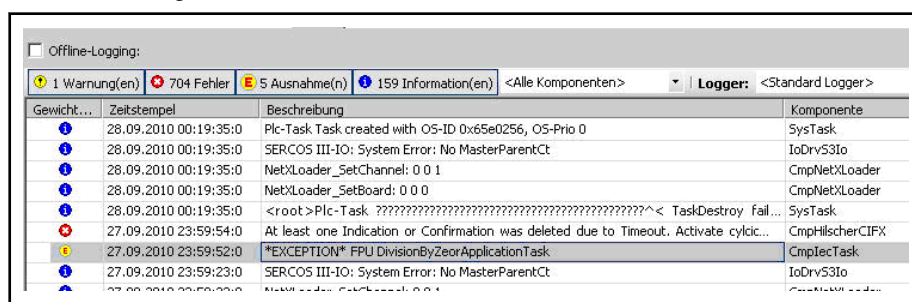 Offline-Logging:
1 Warnung(en) 704 Fehler E 5 Ausnahme(n) 159 Information(en) <Alle Komponenten> Logger: <Standard Logger>
Gewicht... Zeitstempel Beschreibung Komponente
28.09.2010 00:19:35:0 Plc-Task Task created with OS-ID 0x65e0256, OS-Prio 0 SysTask
28.09.2010 00:19:35:0 SERCOS III-IO: System Error: No MasterParentCt IoDrvS3Io
28.09.2010 00:19:35:0 NetXLoader_SetChannel: 0 0 1 CmpNetXLoader
28.09.2010 00:19:35:0 NetXLoader_SetBoard: 0 0 0 CmpNetXLoader
28.09.2010 00:19:35:0 <root>Plc-Task ????????????????????????????????????????????^< TaskDestroy fail... SysTask
27.09.2010 23:59:54:0 At least one Indication or Confirmation was deleted due to Timeout. Activate cylcic... CmpHilscherCIFX
E 27.09.2010 23:59:52:0 *EXCEPTION* FPU DivisionByZeorApplicationTask CmpIecTask
27.09.2010 23:59:23:0 SERCOS III-IO: System Error: No MasterParentCt IoDrvS3Io